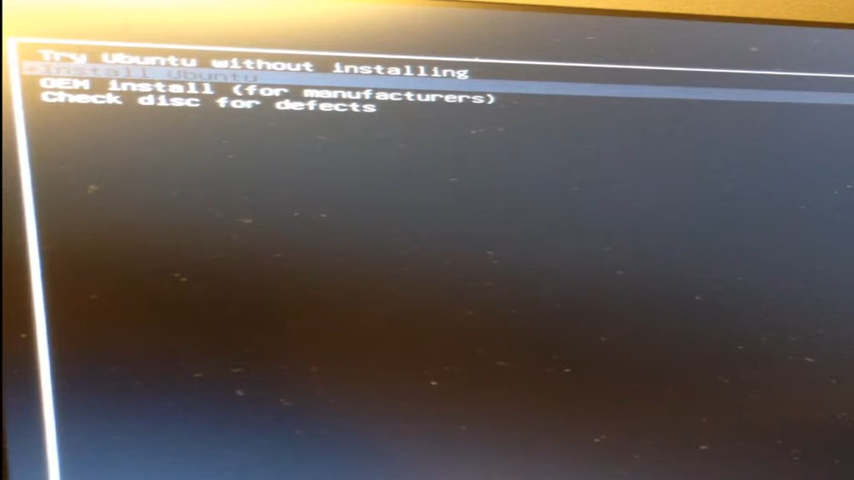 Try Ubuntu without installing
Install Ubuntu
OEM install (for manufacturers)
Check disc for defects